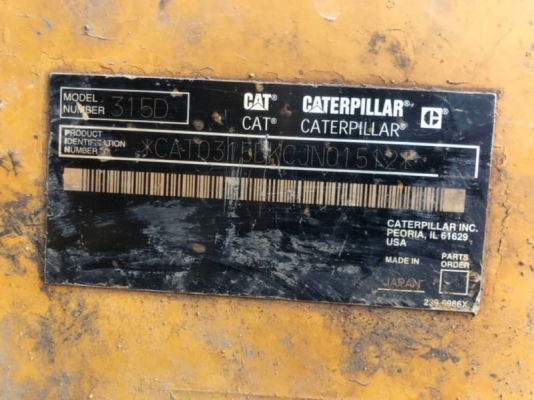 MODEL NUMBER 315D
CAT CATERPILLAR
CAT® CATERPILLAR®
PRODUCT IDENTIFICATION NUMBER
CATERPILLAR INC.
PEORIA, IL 61629
USA
MADE IN PARTS ORDER
JAPAN